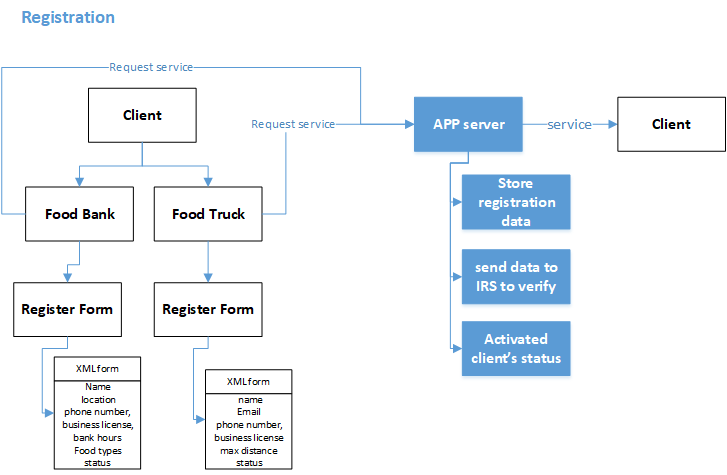 Registration
Request service
Client
Request service
APP server
service
Client
Food Bank
Food Truck
Store
registration
data
send data to
IRS to verify
Register Form
Register Form
Activated
client's status
XMLform
Name
location
phone number,
business license,
bank hours
Food types
status
XMLform
name
Email
phone number,
business license
max distance
status